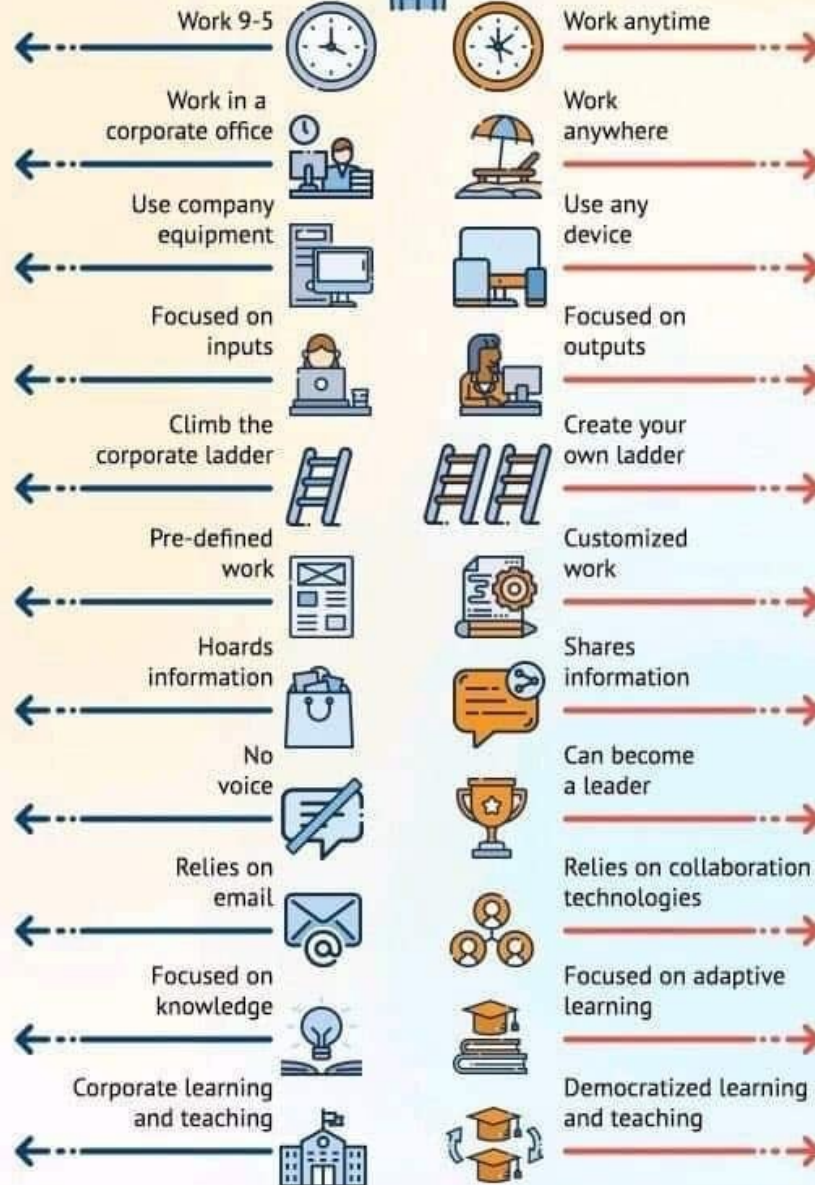 Work 9-5
Work anytime
Work in a
corporate office
Work
anywhere
Use company
equipment
Use any
device
Focused on
inputs
Focused on
outputs
Climb the
corporate ladder
Create your
own ladder
Pre-defined
work
Customized
work
Hoards
information
Shares
information
No
voice
Can become
a leader
Relies on
email
@
Relies on collaboration
technologies
Focused on
knowledge
Focused on adaptive
learning
Corporate learning
and teaching
Democratized learning
and teaching